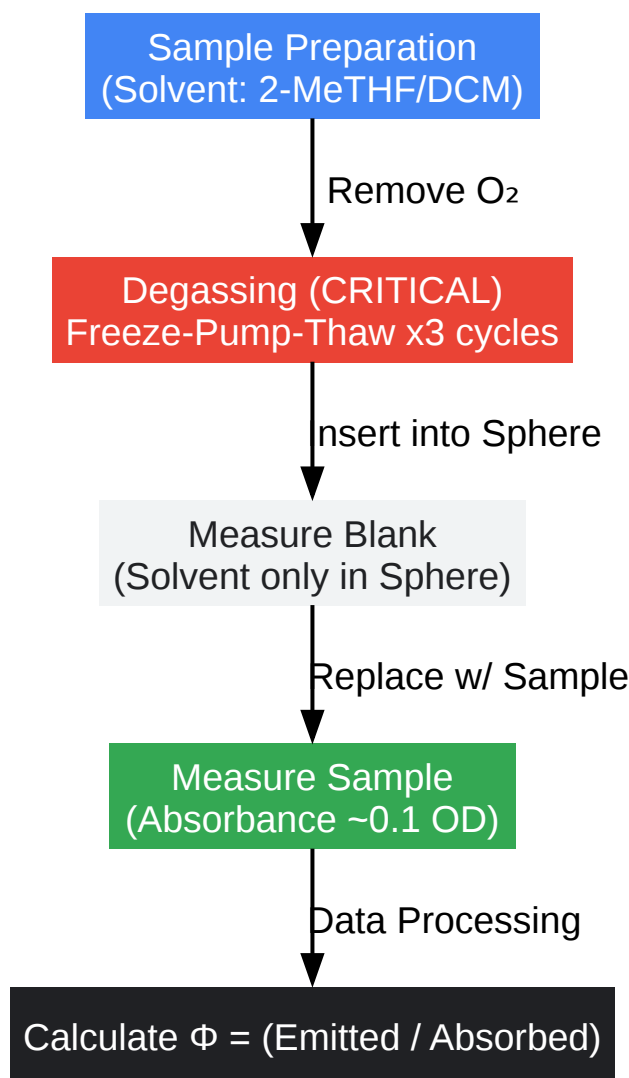 Sample Preparation
(Solvent: 2-MeTHF/DCM)
Remove O₂
Degassing (CRITICAL)
Freeze-Pump-Thaw x3 cycles
Insert into Sphere
Measure Blank
(Solvent only in Sphere)
Replace w/ Sample
Measure Sample
(Absorbance ~0.1 OD)
Data Processing
Calculate Φ = (Emitted / Absorbed)